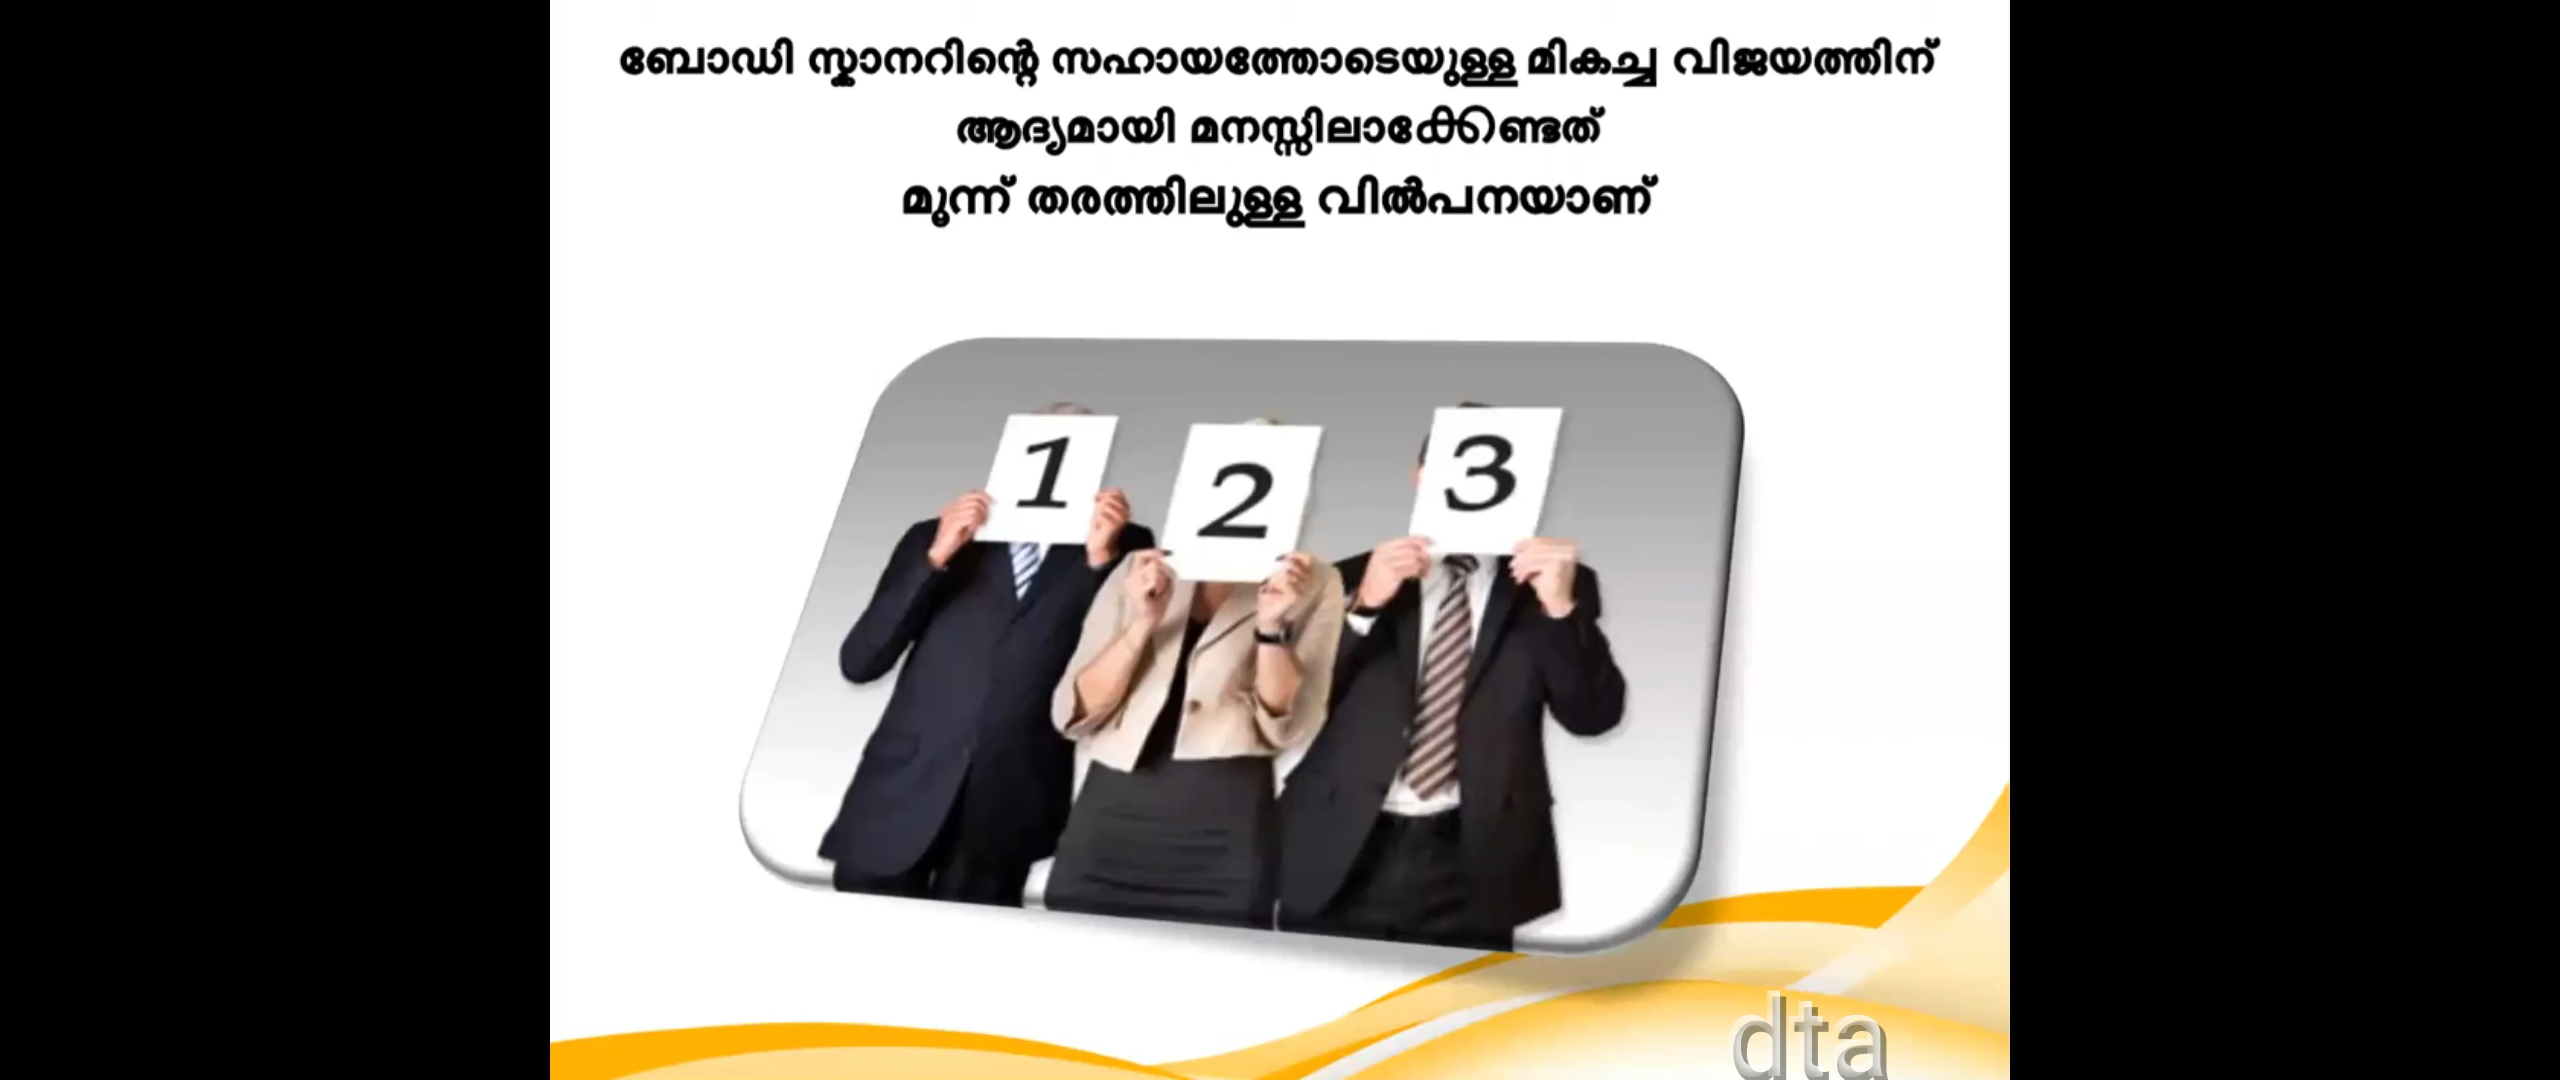 ബോഡി സ്കാനറിന്റെ സഹായത്തോടെയുള്ള മികച്ച വിജയത്തിന്
ആദ്യമായി മനസ്സിലാക്കേണ്ടത്
മൂന്ന് തരത്തിലുള്ള വിൽപനയാണ്
1 2 3
dta